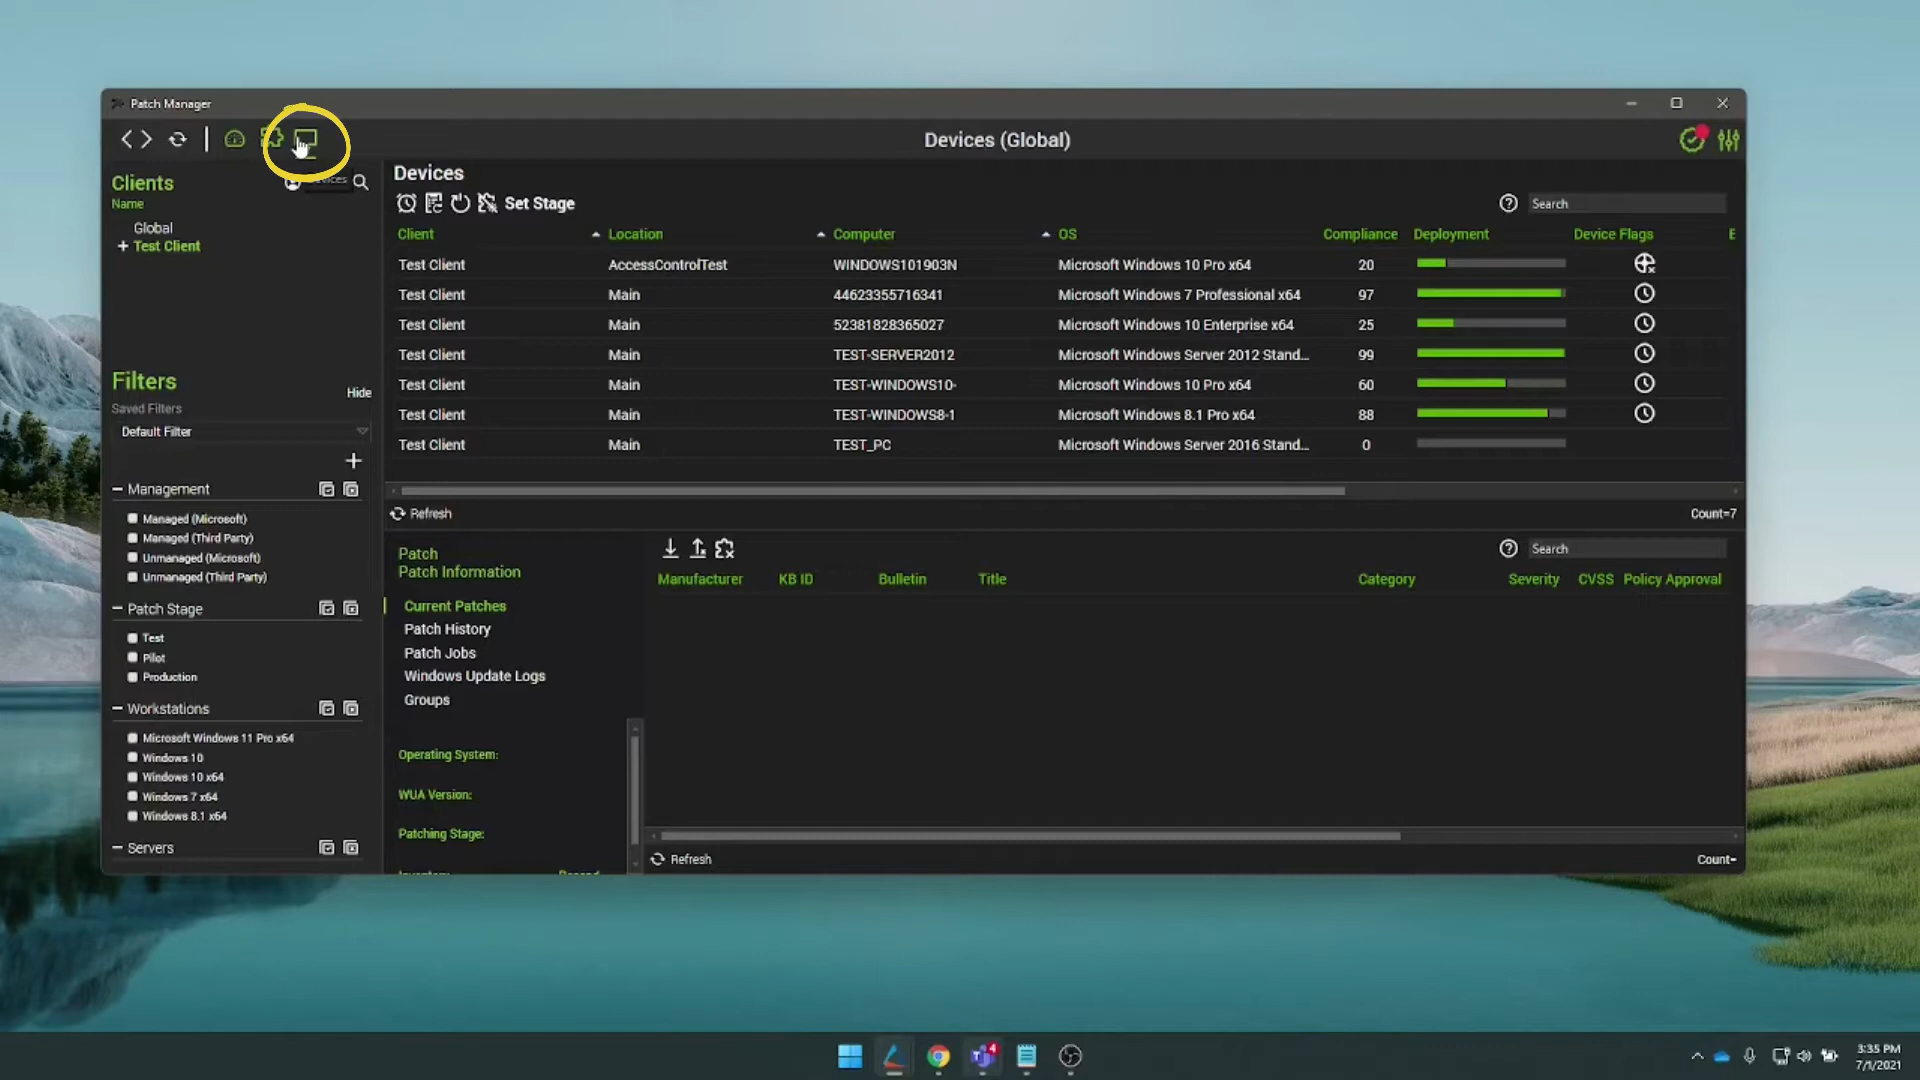 Patch Manager
Devices (Global)
Clients
Name
Global
Test Client
Filters
Hide
Saved Filters
Default Filter
Management
Managed (Microsoft)
Managed (Third Party)
Unmanaged (Microsoft)
Unmanaged (Third Party)
Patch Stage
Test
Pilot
Production
Workstations
Microsoft Windows 11 Pro x64
Windows 10
Windows 10 x64
Windows 7 x64
Windows 8.1 x64
Servers
Devices
Set Stage
Search
Client Location Computer OS Compliance Deployment Device Flags E
Test Client AccessControlTest WINDOWS101903N Microsoft Windows 10 Pro x64 20
Test Client Main 44623355716341 Microsoft Windows 7 Professional x64 97
Test Client Main 52381828365027 Microsoft Windows 10 Enterprise x64 25
Test Client Main TEST-SERVER2012 Microsoft Windows Server 2012 Stand... 99
Test Client Main TEST-WINDOWS10- Microsoft Windows 10 Pro x64 60
Test Client Main TEST-WINDOWS8-1 Microsoft Windows 8.1 Pro x64 88
Test Client Main TEST_PC Microsoft Windows Server 2016 Stand... 0
Refresh Count=7
Patch
Patch Information
Current Patches
Patch History
Patch Jobs
Windows Update Logs
Groups
Operating System:
WUA Version:
Patching Stage:
Search
Manufacturer KB ID Bulletin Title Category Severity CVSS Policy Approval
Refresh Count=
4
3:35 PM
7/1/2021